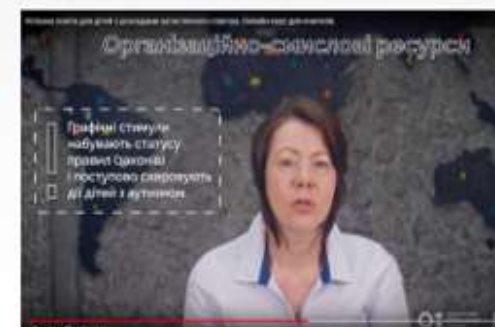 Організаційно-смислові ресурси
Графічні стимули
набувають статусу
правил (законів)
і поступово скеровують
дії дітей з аутизмом.